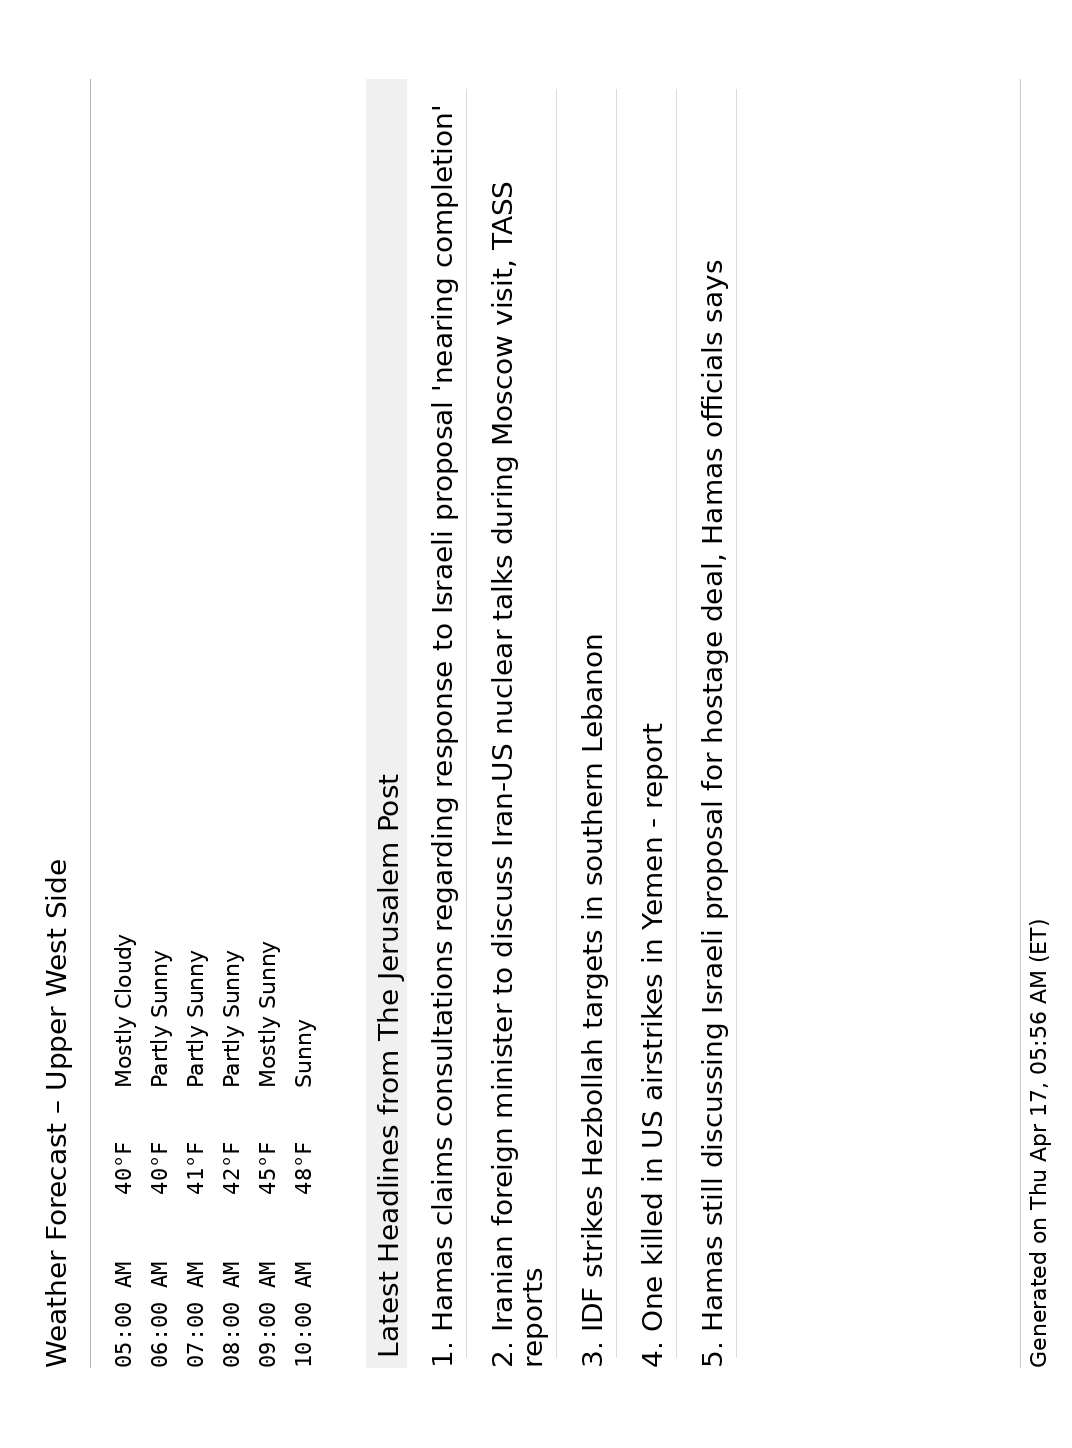 Weather Forecast – Upper West Side
05:00 AM 40°F Mostly Cloudy
06:00 AM 40°F Partly Sunny
07:00 AM 41°F Partly Sunny
08:00 AM 42°F Partly Sunny
09:00 AM 45°F Mostly Sunny
10:00 AM 48°F Sunny
Latest Headlines from The Jerusalem Post
1. Hamas claims consultations regarding response to Israeli proposal 'nearing completion'
2. Iranian foreign minister to discuss Iran-US nuclear talks during Moscow visit, TASS
reports
3. IDF strikes Hezbollah targets in southern Lebanon
4. One killed in US airstrikes in Yemen - report
5. Hamas still discussing Israeli proposal for hostage deal, Hamas officials says
Generated on Thu Apr 17, 05:56 AM (ET)